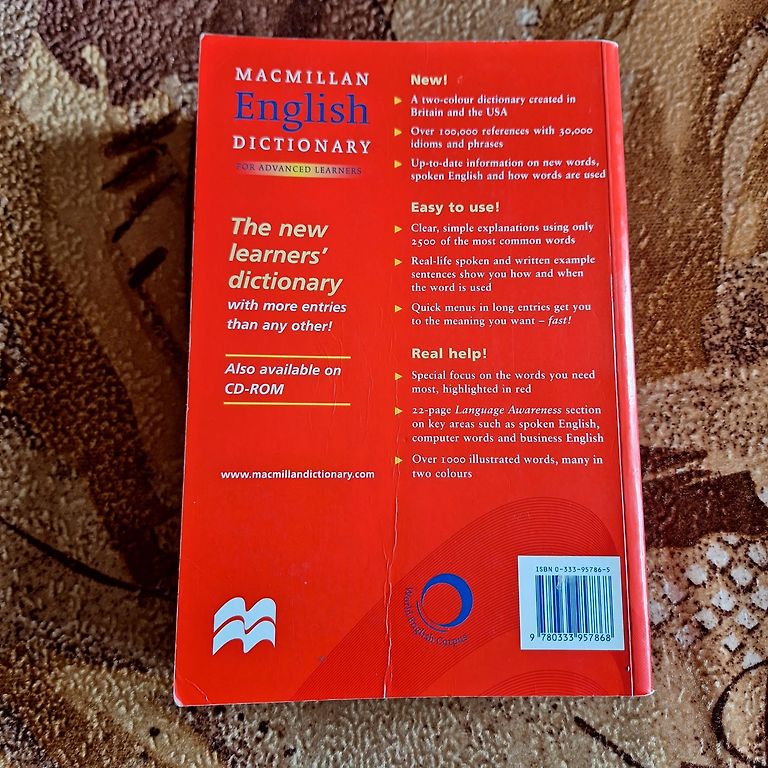 MACMILLAN
English
DICTIONARY
FOR ADVANCED LEARNERS
The new
learners'
dictionary
with more entries
than any other!
Also available on
CD-ROM
www.macmillandictionary.com
New!
A two-colour dictionary created in
Britain and the USA
Over 100,000 references with 30,000
idioms and phrases
Up-to-date information on new words,
spoken English and how words are used
Easy to use!
Clear, simple explanations using only
2500 of the most common words
Real-life spoken and written example
sentences show you how and when
the word is used
Quick menus in long entries get you
to the meaning you want – fast!
Real help!
Special focus on the words you need
most, highlighted in red
22-page Language Awareness section
on key areas such as spoken English,
computer words and business English
Over 1000 illustrated words, many in
two colours
World English Corpus
ISBN 0-333-95786-5
9 780333 957868